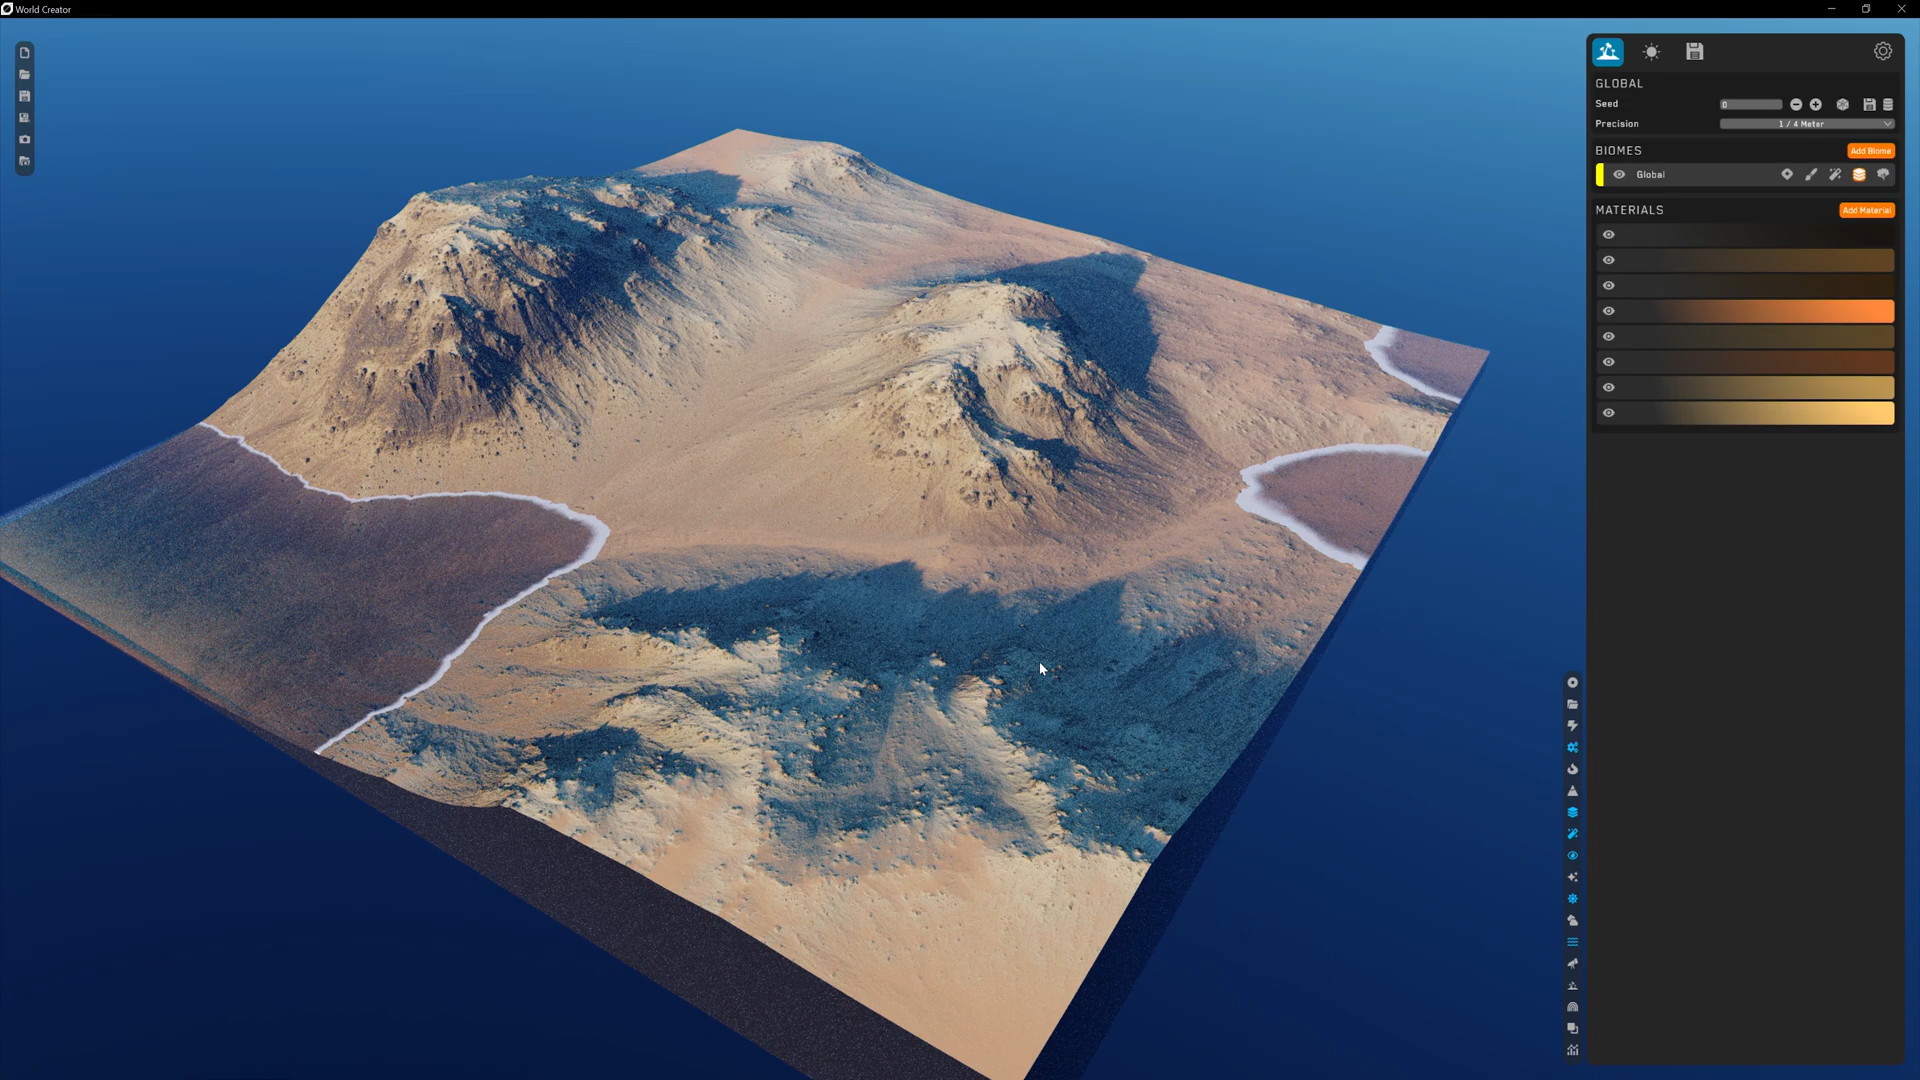 World Creator
GLOBAL
Seed 0
Precision 1 / 4 Meter
BIOMES Add Biome
Global
MATERIALS Add Material